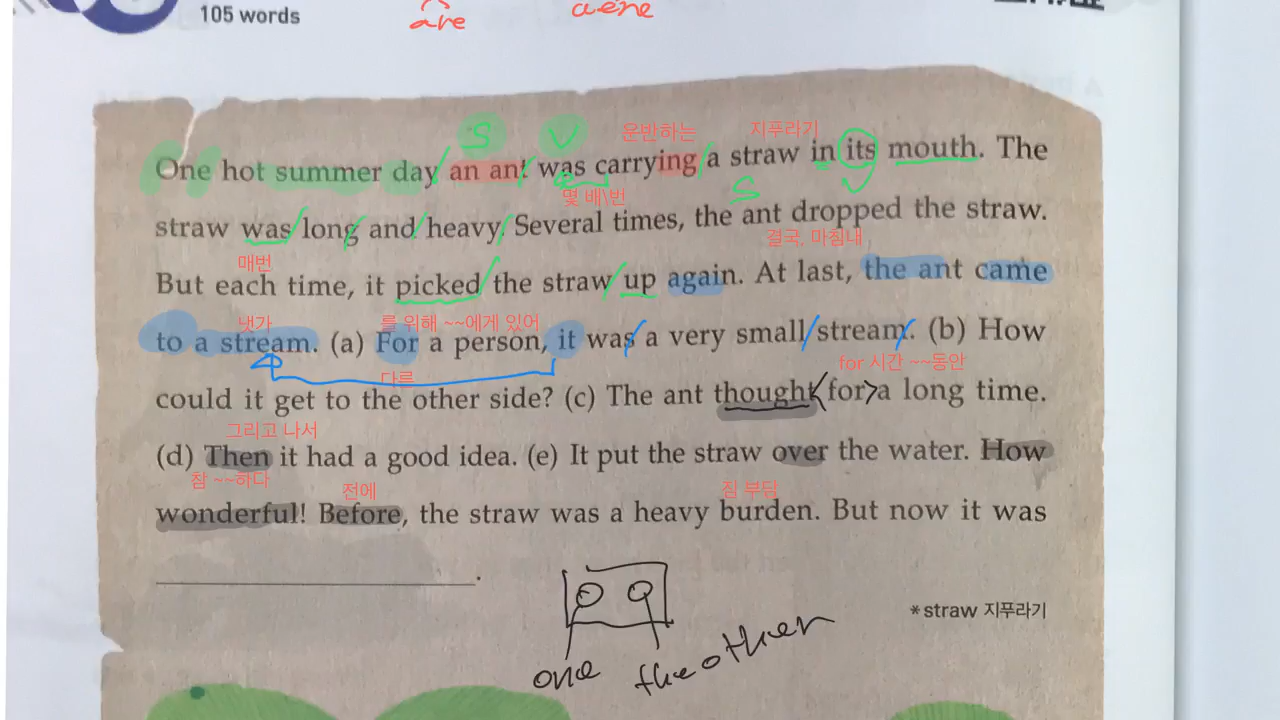 105 words
are
S V 운반하는 지푸라기
One hot summer day an ant was carrying a straw in its mouth. The
몇 배\번 S V
straw was long and heavy. Several times, the ant dropped the straw.
매번 결국, 마침내
But each time, it picked the straw up again. At last, the ant came
냇가 를 위해 ~~에게 있어
to a stream. (a) For a person, it was a very small stream. (b) How
다른 for 시간 ~~동안
could it get to the other side? (c) The ant thought for a long time.
그리고 나서
(d) Then it had a good idea. (e) It put the straw over the water. How
참 ~~하다 전에 짐 부담
wonderful! Before, the straw was a heavy burden. But now it was
.
*straw 지푸라기
one the other